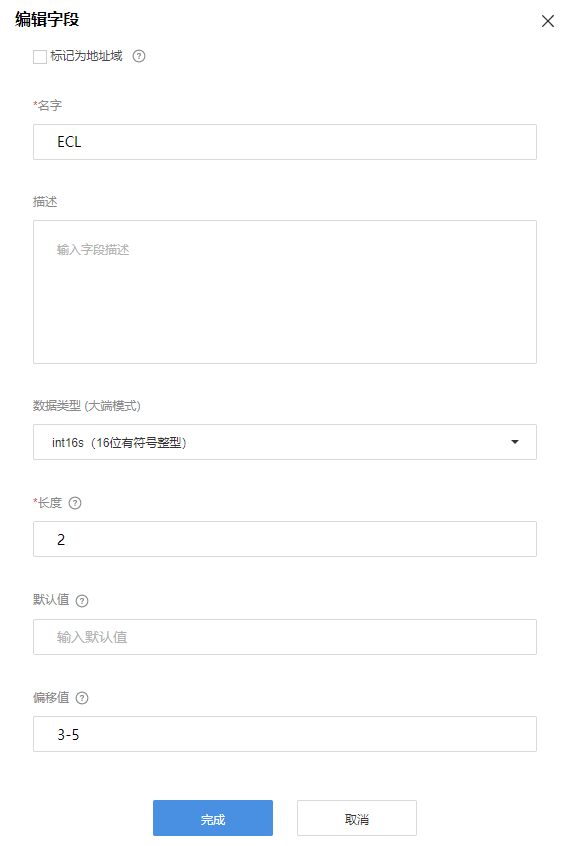 编辑字段
标记为地址域 ?
*名字
ECL
描述
输入字段描述
数据类型 (大端模式)
int16s（16位有符号整型）
*长度 ?
2
默认值 ?
输入默认值
偏移值 ?
3-5
完成 取消